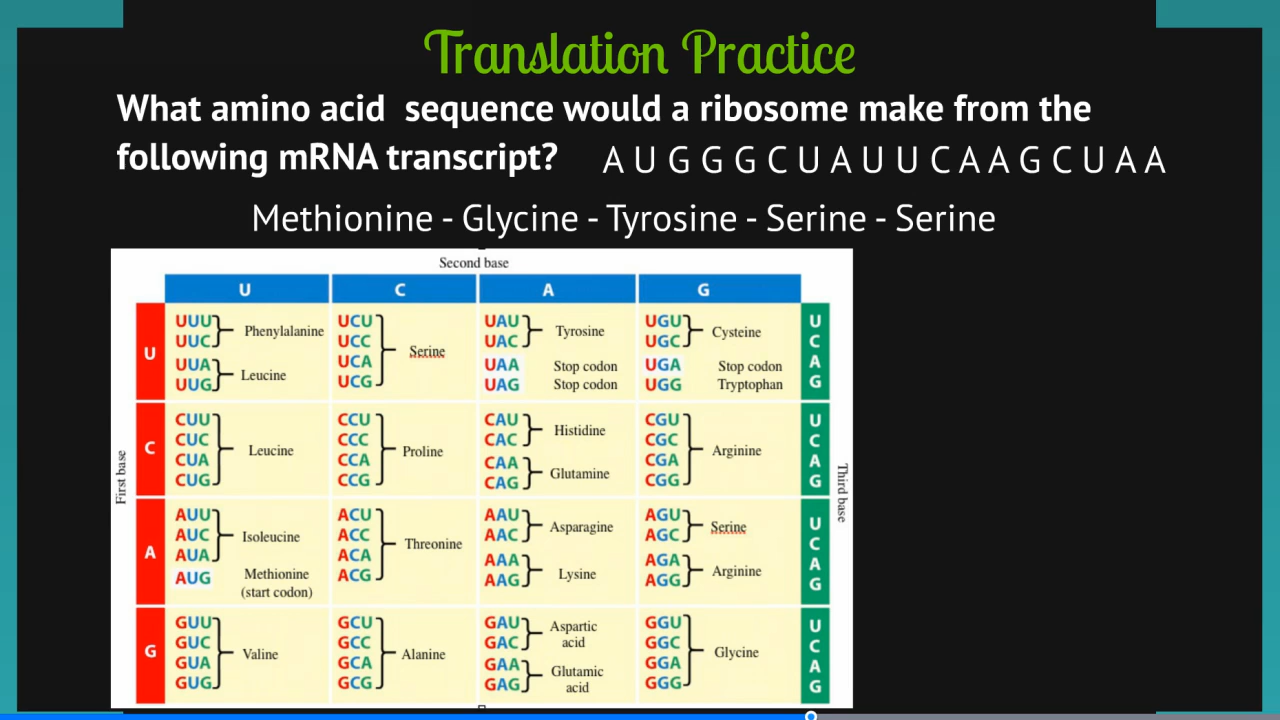 Translation Practice
What amino acid sequence would a ribosome make from the
following mRNA transcript? A U G G G C U A U U C A A G C U A A
Methionine - Glycine - Tyrosine - Serine - Serine
Second base
U C A G
First base
Third base
U
UUU
UUC
Phenylalanine
UUA
UUG
Leucine
UCU
UCC
UCA
UCG
Serine
UAU
UAC
Tyrosine
UAA Stop codon
UAG Stop codon
UGU
UGC
Cysteine
UGA Stop codon
UGG Tryptophan
U
C
A
G
C
CUU
CUC
CUA
CUG
Leucine
CCU
CCC
CCA
CCG
Proline
CAU
CAC
Histidine
CAA
CAG
Glutamine
CGU
CGC
CGA
CGG
Arginine
U
C
A
G
A
AUU
AUC
AUA
Isoleucine
AUG Methionine
(start codon)
ACU
ACC
ACA
ACG
Threonine
AAU
AAC
Asparagine
AAA
AAG
Lysine
AGU
AGC
Serine
AGA
AGG
Arginine
U
C
A
G
G
GUU
GUC
GUA
GUG
Valine
GCU
GCC
GCA
GCG
Alanine
GAU
GAC
Aspartic
acid
GAA
GAG
Glutamic
acid
GGU
GGC
GGA
GGG
Glycine
U
C
A
G